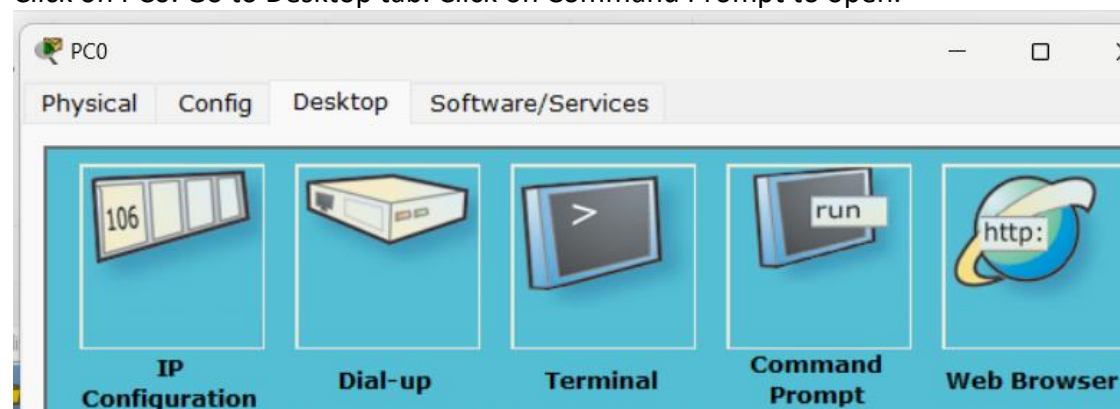 Click on PC0. Go to Desktop tab. Click on Command Prompt to open.
PC0
Physical Config Desktop Software/Services
106
>
run
http:
IP
Configuration
Dial-up
Terminal
Command
Prompt
Web Browser